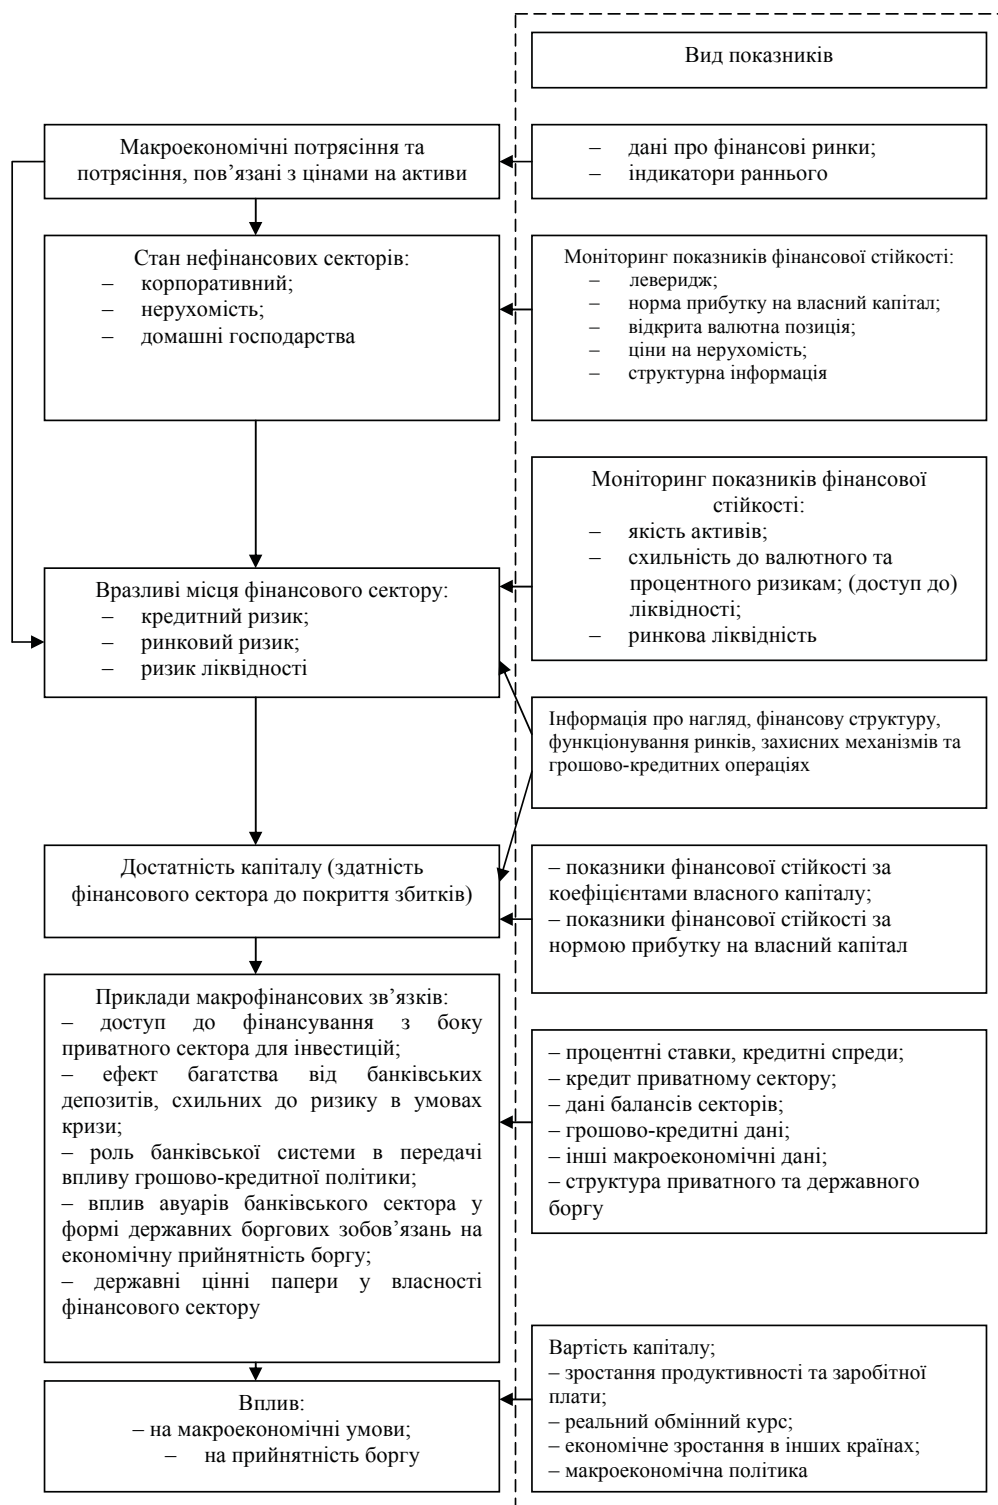 Вид показників
Макроекономічні потрясіння та
потрясіння, пов’язані з цінами на активи
– дані про фінансові ринки;
– індикатори раннього
Стан нефінансових секторів:
– корпоративний;
– нерухомість;
– домашні господарства
Моніторинг показників фінансової стійкості:
– леверидж;
– норма прибутку на власний капітал;
– відкрита валютна позиція;
– ціни на нерухомість;
– структурна інформація
Моніторинг показників фінансової
стійкості:
– якість активів;
– схильність до валютного та
процентного ризикам; (доступ до)
ліквідності;
– ринкова ліквідність
Вразливі місця фінансового сектору:
– кредитний ризик;
– ринковий ризик;
– ризик ліквідності
Інформація про нагляд, фінансову структуру,
функціонування ринків, захисних механізмів та
грошово-кредитних операціях
Достатність капіталу (здатність
фінансового сектора до покриття збитків)
– показники фінансової стійкості за
коефіцієнтами власного капіталу;
– показники фінансової стійкості за
нормою прибутку на власний капітал
Приклади макрофінансових зв’язків:
– доступ до фінансування з боку
приватного сектора для інвестицій;
– ефект багатства від банківських
депозитів, схильних до ризику в умовах
кризи;
– роль банківської системи в передачі
впливу грошово-кредитної політики;
– вплив авуарів банківського сектора у
формі державних боргових зобов’язань на
економічну прийнятність боргу;
– державні цінні папери у власності
фінансового сектору
– процентні ставки, кредитні спреди;
– кредит приватному сектору;
– дані балансів секторів;
– грошово-кредитні дані;
– інші макроекономічні дані;
– структура приватного та державного
боргу
Вплив:
– на макроекономічні умови;
– на прийнятність боргу
Вартість капіталу;
– зростання продуктивності та заробітної
плати;
– реальний обмінний курс;
– економічне зростання в інших країнах;
– макроекономічна політика